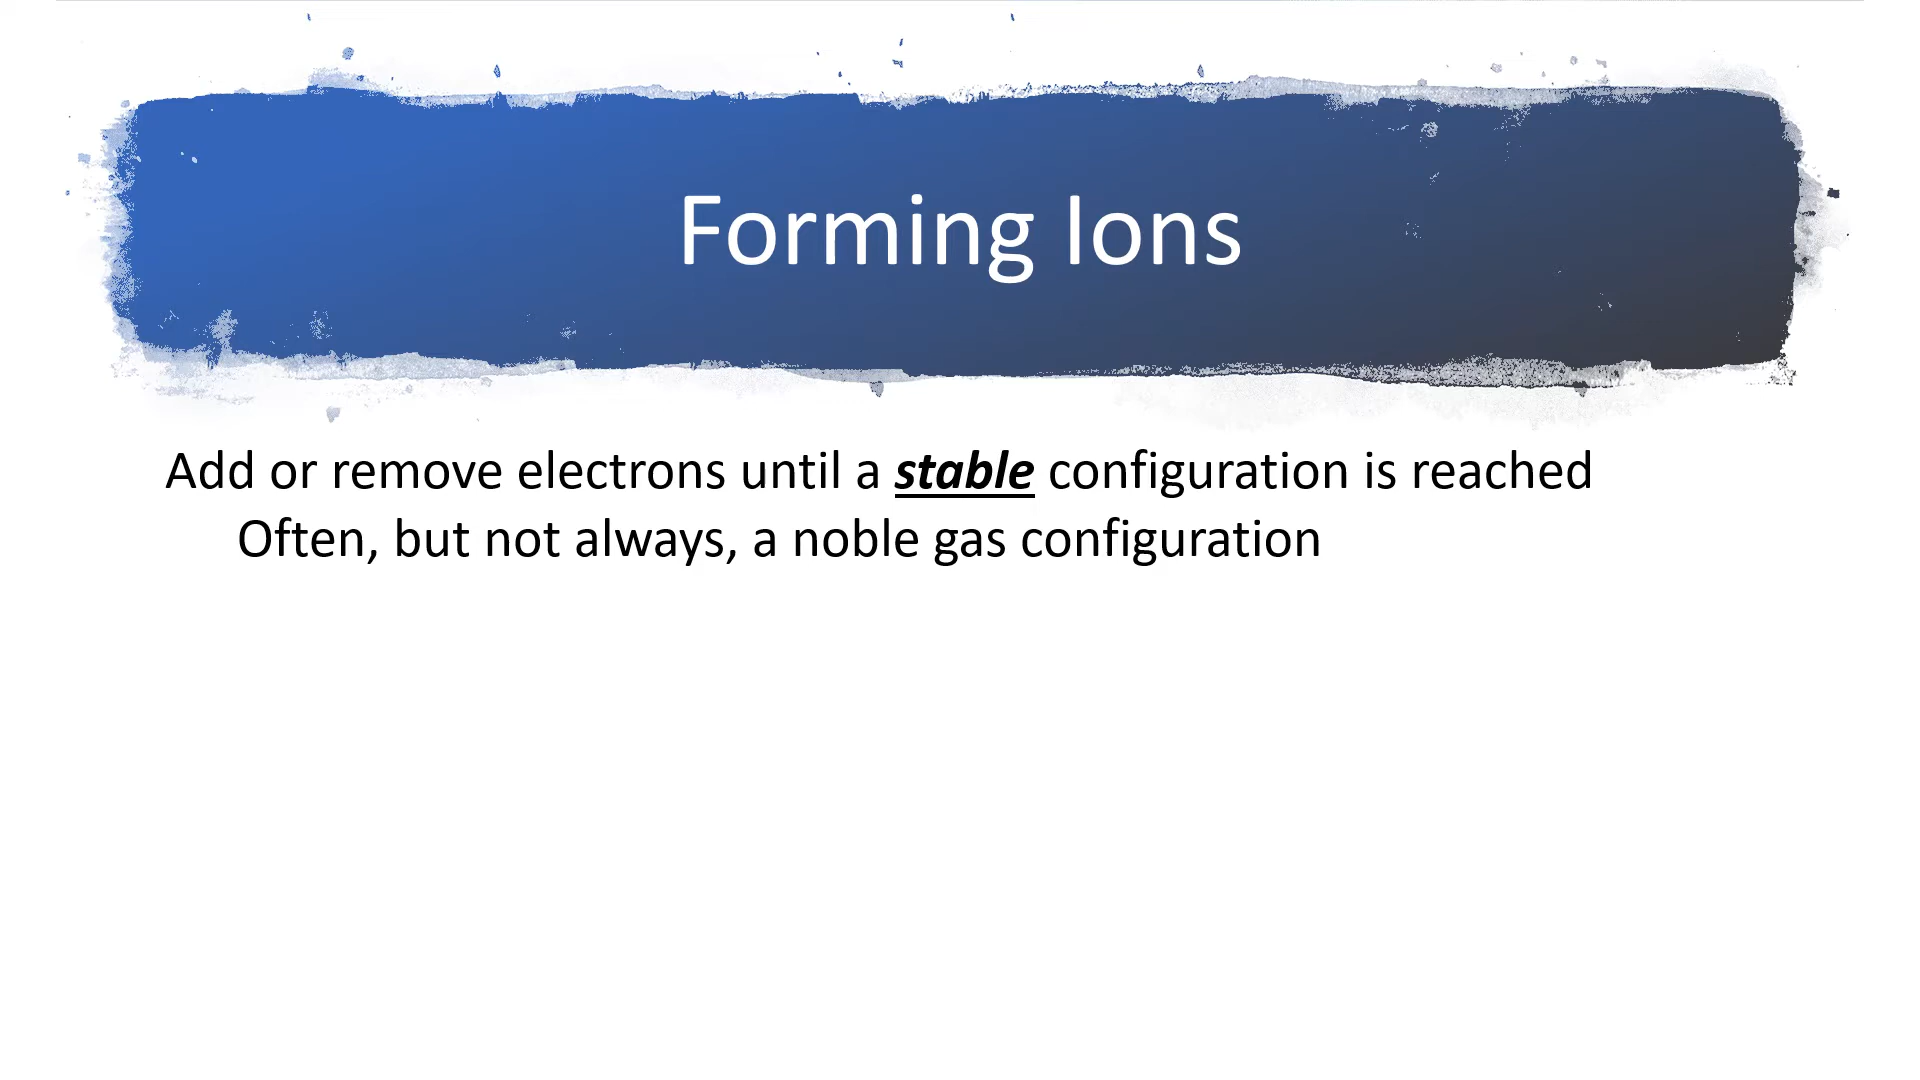 Forming Ions
Add or remove electrons until a stable configuration is reached
Often, but not always, a noble gas configuration